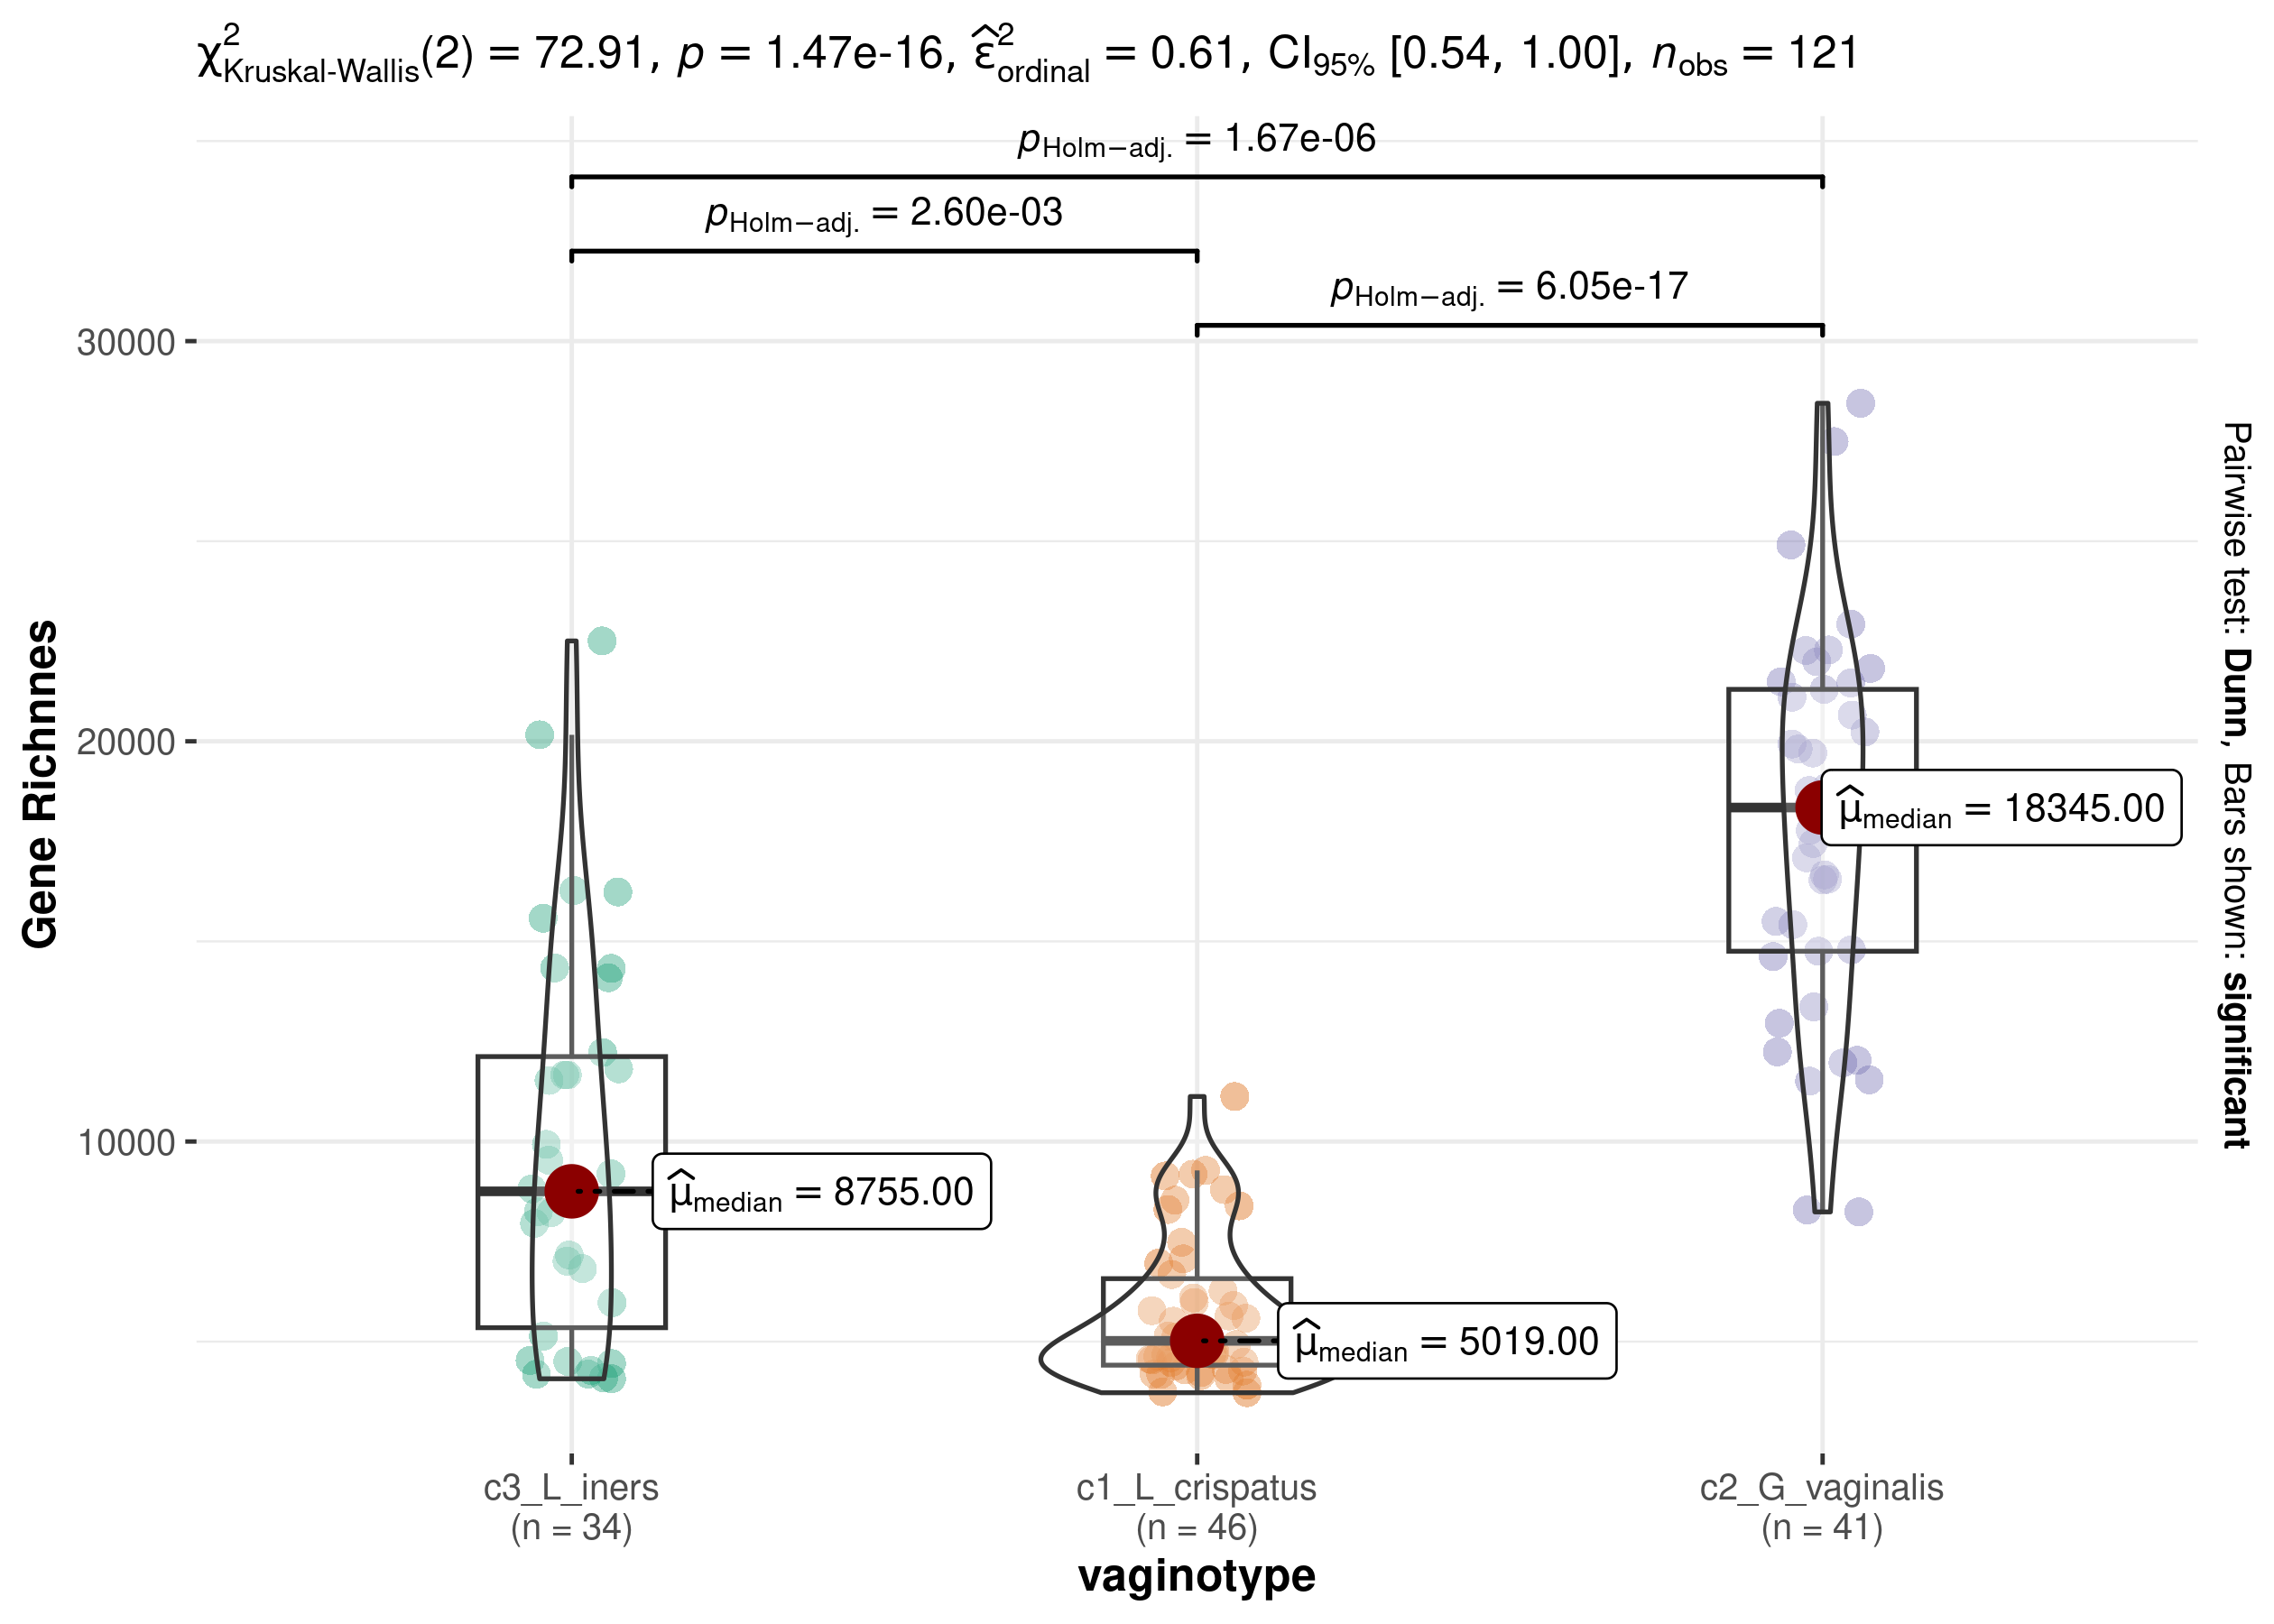 χ²Kruskal-Wallis(2) = 72.91, p = 1.47e-16, ε̂²ordinal = 0.61, CI95% [0.54, 1.00], nobs = 121
pHolm−adj. = 1.67e-06
pHolm−adj. = 2.60e-03
pHolm−adj. = 6.05e-17
30000
20000
10000
Gene Richnnes
μ̂median = 18345.00
μ̂median = 8755.00
μ̂median = 5019.00
Pairwise test: Dunn, Bars shown: significant
c3_L_iners
(n = 34)
c1_L_crispatus
(n = 46)
c2_G_vaginalis
(n = 41)
vaginotype